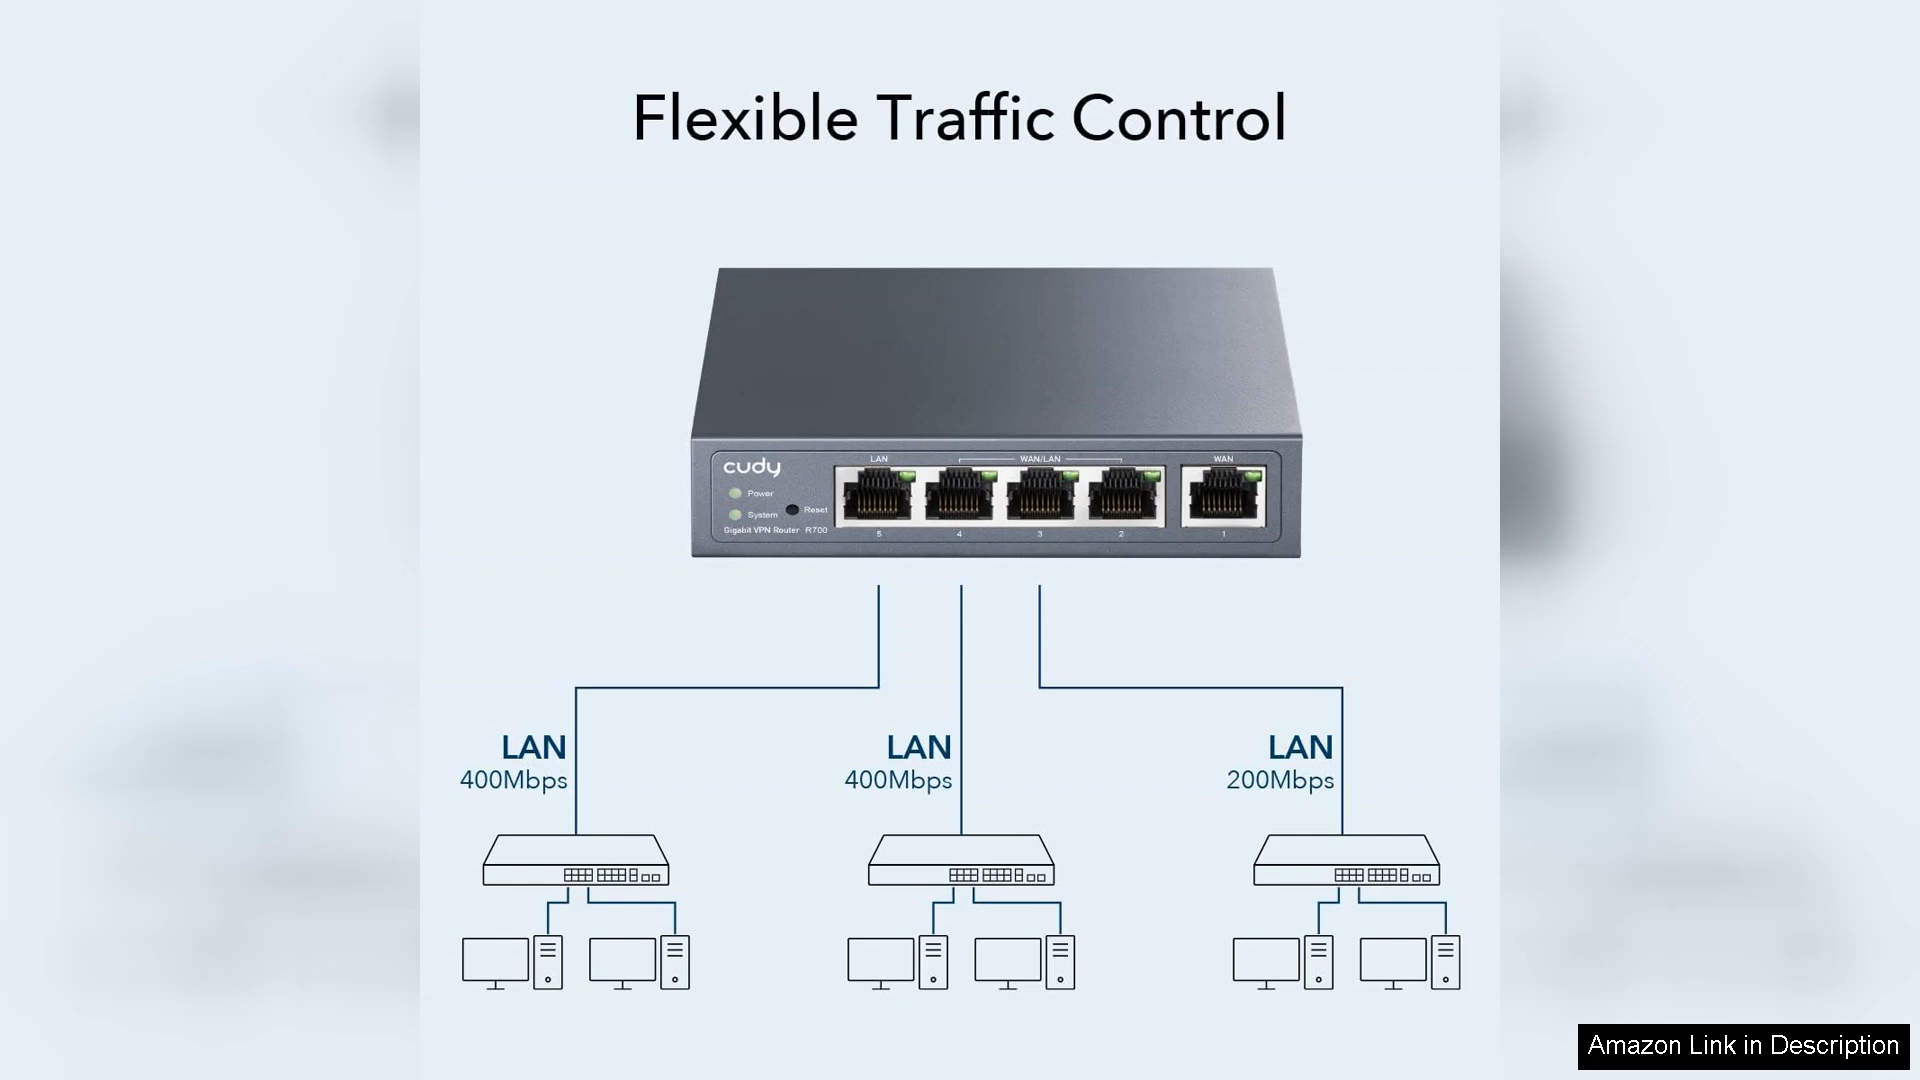 Flexible Traffic Control
cudy
LAN
WAN/LAN
WAN
Power
System
Reset
Gigabit VPN Router R700
5
4
3
2
1
LAN
400Mbps
LAN
400Mbps
LAN
200Mbps
Amazon Link in Description